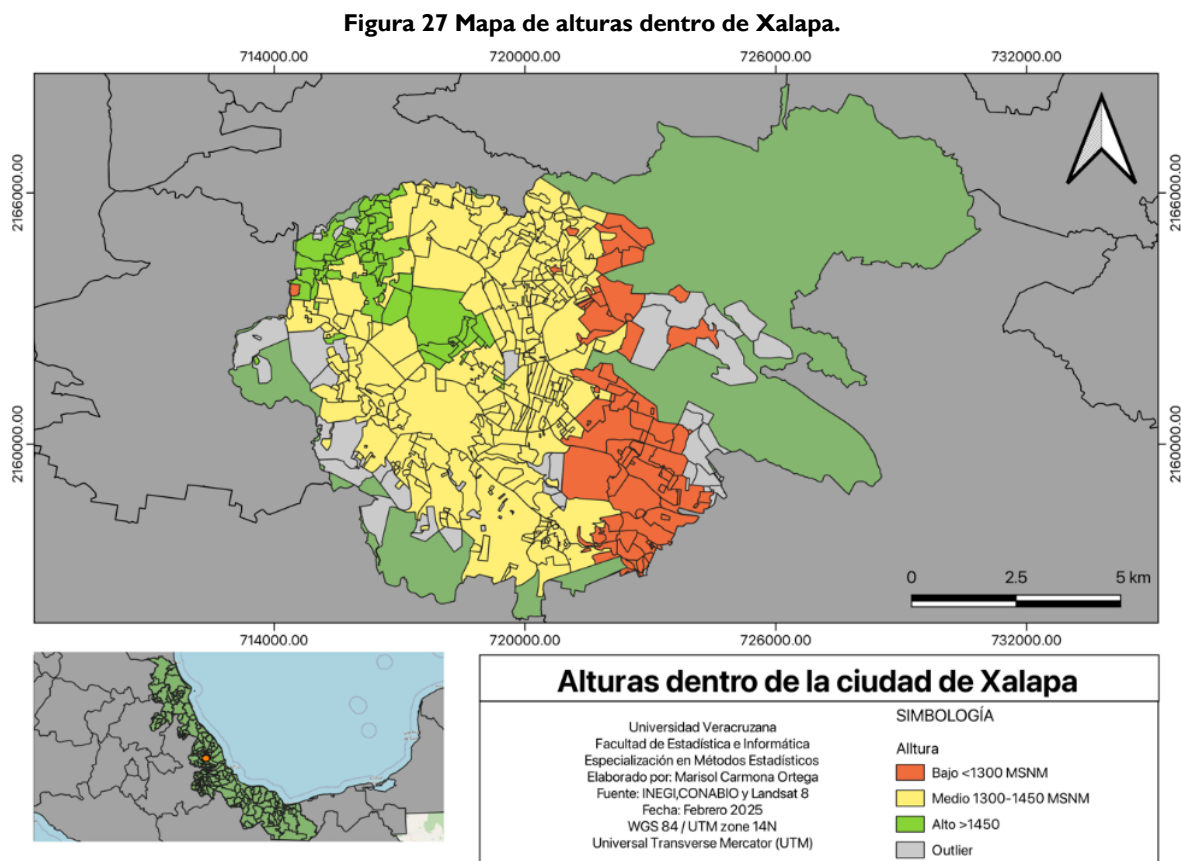 Figura 27 Mapa de alturas dentro de Xalapa.
714000.00 720000.00 726000.00 732000.00
2166000.00 2166000.00
2160000.00 2160000.00
0 2.5 5 km
714000.00 720000.00 726000.00 732000.00
Alturas dentro de la ciudad de Xalapa
Universidad Veracruzana
Facultad de Estadística e Informática
Especialización en Métodos Estadísticos
Elaborado por: Marisol Carmona Ortega
Fuente: INEGI,CONABIO y Landsat 8
Fecha: Febrero 2025
WGS 84 / UTM zone 14N
Universal Transverse Mercator (UTM)
SIMBOLOGÍA
Alltura
Bajo <1300 MSNM
Medio 1300-1450 MSNM
Alto >1450
Outlier